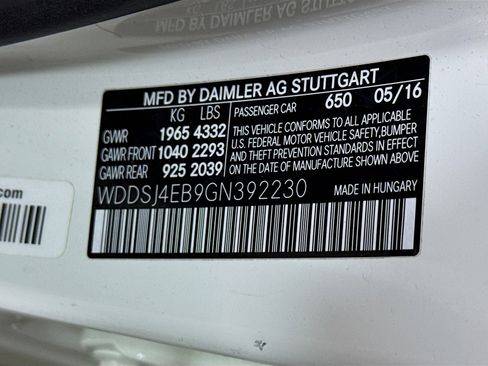 MFD BY DAIMLER AG STUTTGART
KG LBS
GVWR 1965 4332
GAWR FRONT 1040 2293
GAWR REAR 925 2039
PASSENGER CAR 650 05/16
THIS VEHICLE CONFORMS TO ALL APPLICABLE
U.S. FEDERAL MOTOR VEHICLE SAFETY,BUMPER
AND THEFT PREVENTION STANDARDS IN EFFECT
ON THE DATE OF MANUFACTURE SHOWN ABOVE.
WDDSJ4EB9GN392230
MADE IN HUNGARY
.com